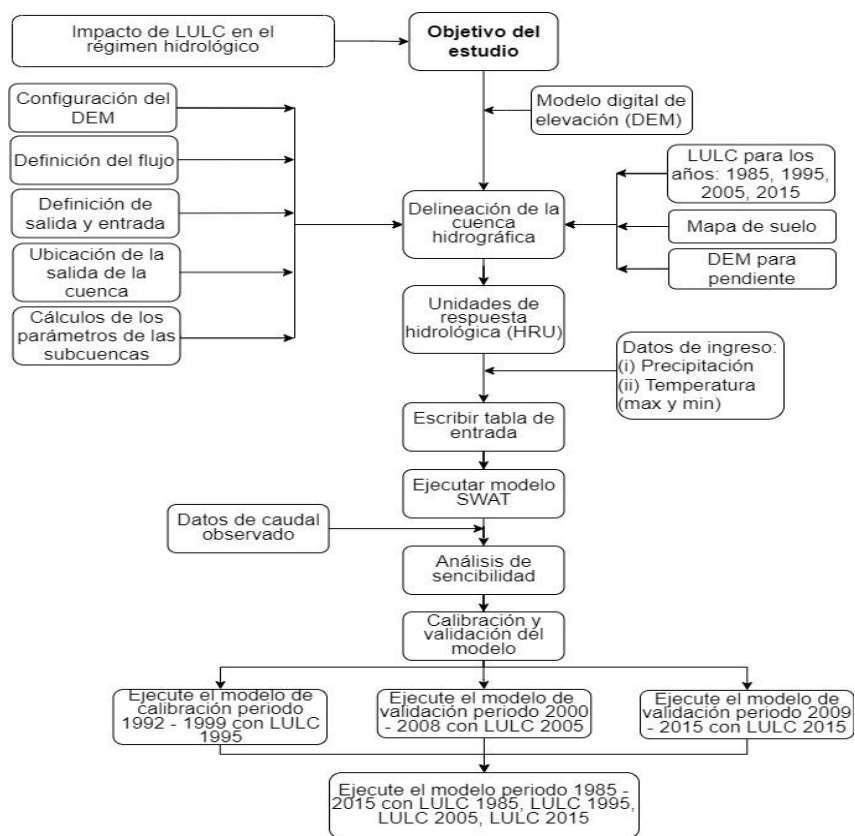 Impacto de LULC en el
régimen hidrológico
Objetivo del
estudio
Configuración del
DEM
Modelo digital de
elevación (DEM)
Definición del flujo
LULC para los
años: 1985, 1995,
2005, 2015
Definición de
salida y entrada
Delineación de la
cuenca
hidrográfica
Mapa de suelo
Ubicación de la
salida de la
cuenca
DEM para
pendiente
Cálculos de los
parámetros de las
subcuencas
Unidades de
respuesta
hidrológica (HRU)
Datos de ingreso:
(i) Precipitación
(ii) Temperatura
(max y min)
Escribir tabla de
entrada
Ejecutar modelo
SWAT
Datos de caudal
observado
Análisis de
sencibilidad
Calibración y
validación del
modelo
Ejecute el modelo de
calibración periodo
1992 - 1999 con LULC
1995
Ejecute el modelo de
validación periodo 2000
- 2008 con LULC 2005
Ejecute el modelo de
validación periodo 2009
- 2015 con LULC 2015
Ejecute el modelo periodo 1985 -
2015 con LULC 1985, LULC 1995,
LULC 2005, LULC 2015